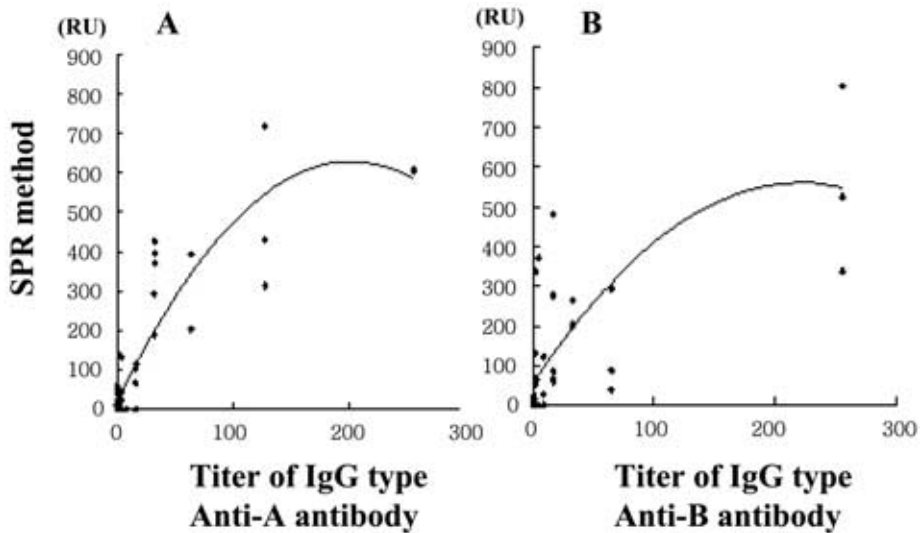 (RU) A
900
800
700
600
500
400
300
200
100
0
0 100 200 300
SPR method
Titer of IgG type
Anti-A antibody
(RU) B
900
800
700
600
500
400
300
200
100
0
0 100 200 300
Titer of IgG type
Anti-B antibody